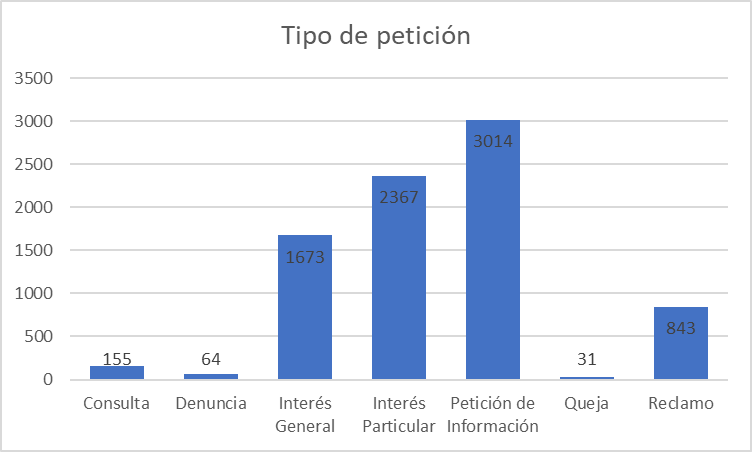 Tipo de petición
3500
3000
2500
2000
1500
1000
500
0
155
64
1673
2367
3014
31
843
Consulta
Denuncia
Interés
General
Interés
Particular
Petición de
Información
Queja
Reclamo